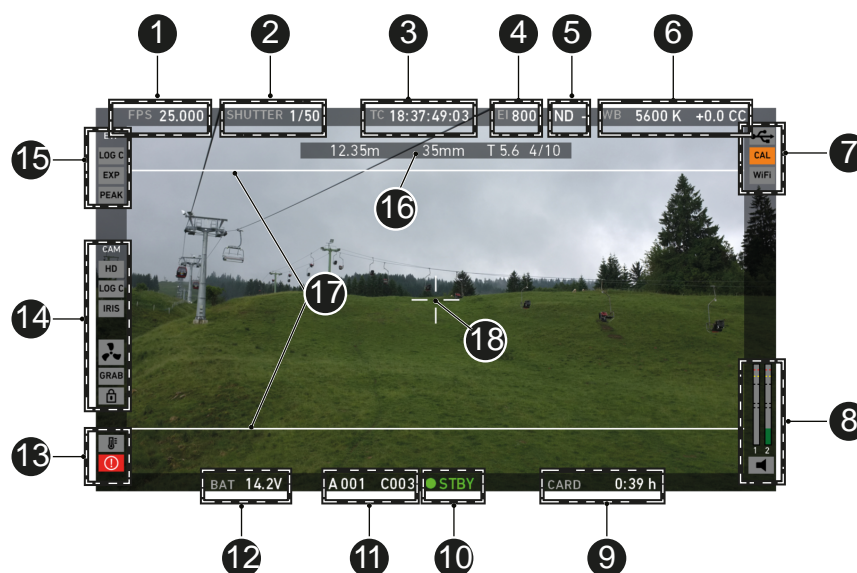 1 2 3 4 5 6
FPS 25.000 SHUTTER 1/50 TC 18:37:49:03 EI 800 ND - WB 5600 K +0.0 CC
12.35m 35mm T 5.6 4/10
15
LOG C
EXP
PEAK
7
CAL
WiFi
16
14
CAM
HD
LOG C
IRIS
GRAB
17
18
13
8
1 2
BAT 14.2V A001 C003 STBY CARD 0:39 h
12 11 10 9